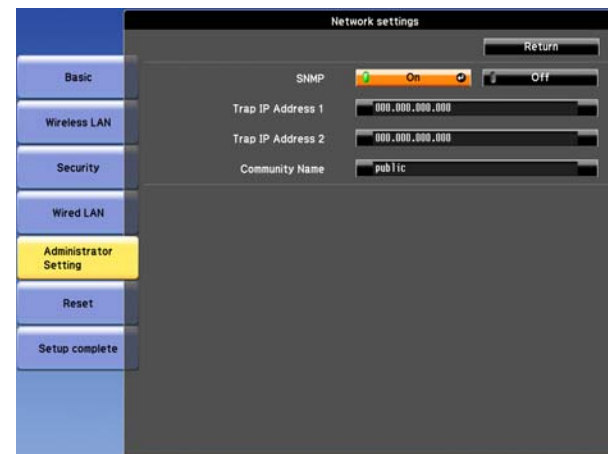 Network settings
Return
Basic
Wireless LAN
Security
Wired LAN
Administrator
Setting
Reset
Setup complete
SNMP On Off
Trap IP Address 1 000.000.000.000
Trap IP Address 2 000.000.000.000
Community Name public